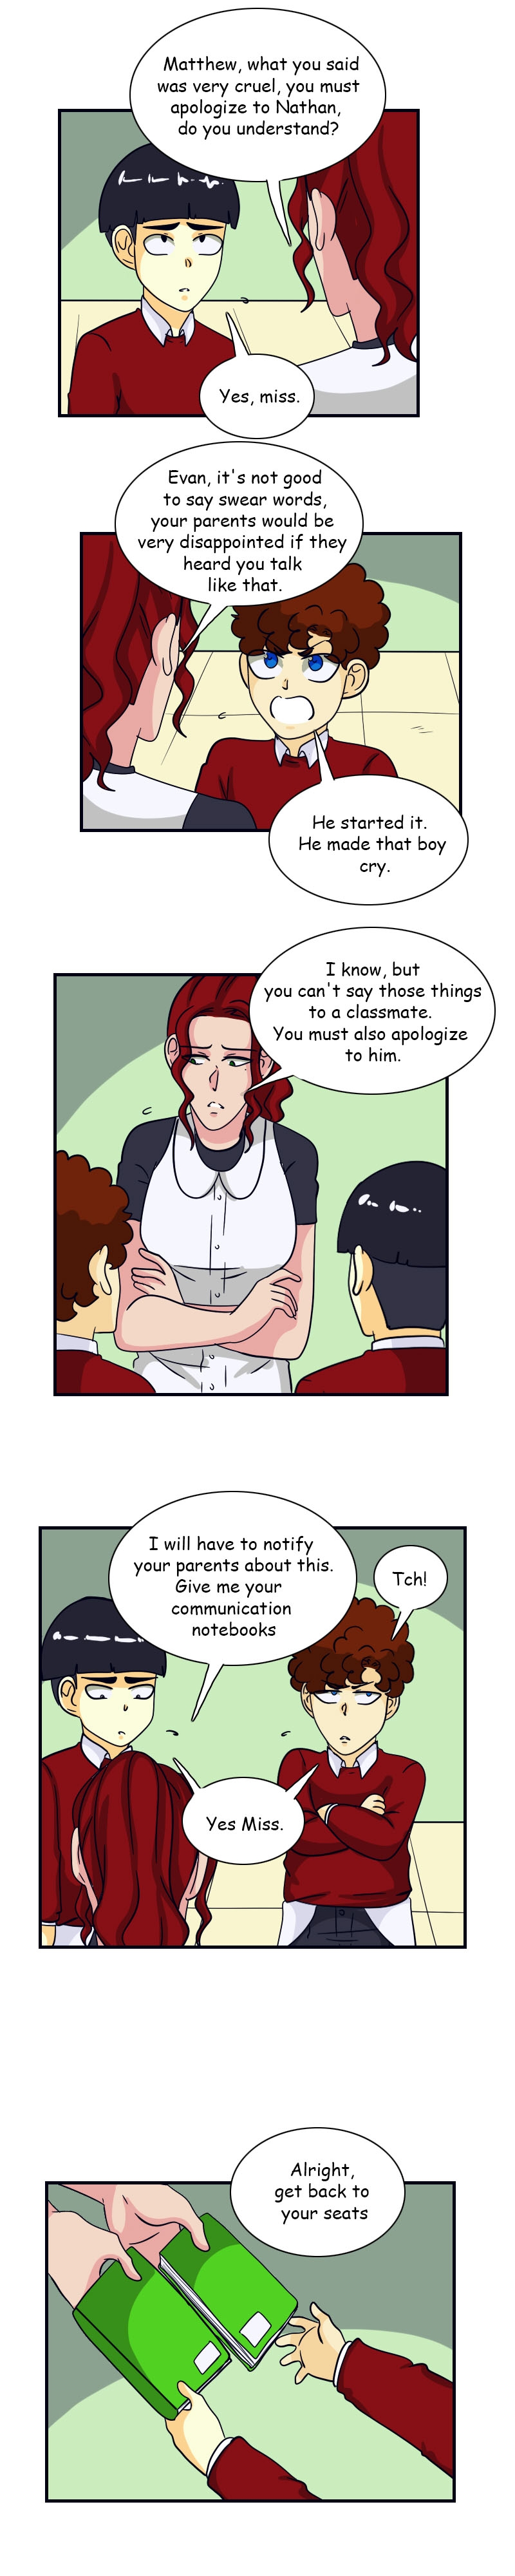 Matthew, what you said
was very cruel, you must
apologize to Nathan,
do you understand?
Yes, miss.
Evan, it's not good
to say swear words,
your parents would be
very disappointed if they
heard you talk
like that.
He started it.
He made that boy
cry.
I know, but
you can't say those things
to a classmate.
You must also apologize
to him.
I will have to notify
your parents about this.
Give me your
communication
notebooks
Tch!
Yes Miss.
Alright,
get back to
your seats